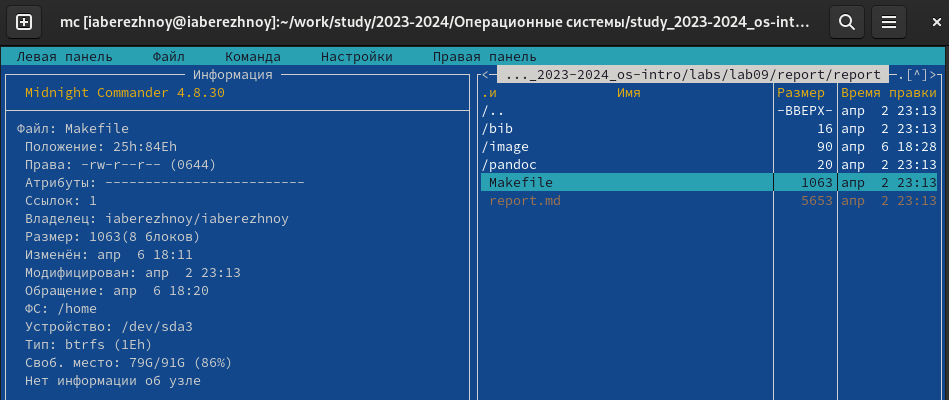 mc [iaberezhnoy@iaberezhnoy]:~/work/study/2023-2024/Операционные системы/study_2023-2024_os-int...
Левая панель Файл Команда Настройки Правая панель
Информация
Midnight Commander 4.8.30
Файл: Makefile
Положение: 25h:84Eh
Права: -rw-r--r-- (0644)
Атрибуты: -------------------------
Ссылок: 1
Владелец: iaberezhnoy/iaberezhnoy
Размер: 1063(8 блоков)
Изменён: апр  6 18:11
Модифицирован: апр  2 23:13
Обращение: апр  6 18:20
ФС: /home
Устройство: /dev/sda3
Тип: btrfs (1Eh)
Своб. место: 79G/91G (86%)
Нет информации об узле
<- ..._2023-2024_os-intro/labs/lab09/report/report -.[^]>
.и Имя Размер Время правки
/.. -ВВЕРХ- апр  2 23:13
/bib 16 апр  2 23:13
/image 90 апр  6 18:28
/pandoc 20 апр  2 23:13
Makefile 1063 апр  2 23:13
report.md 5653 апр  2 23:13